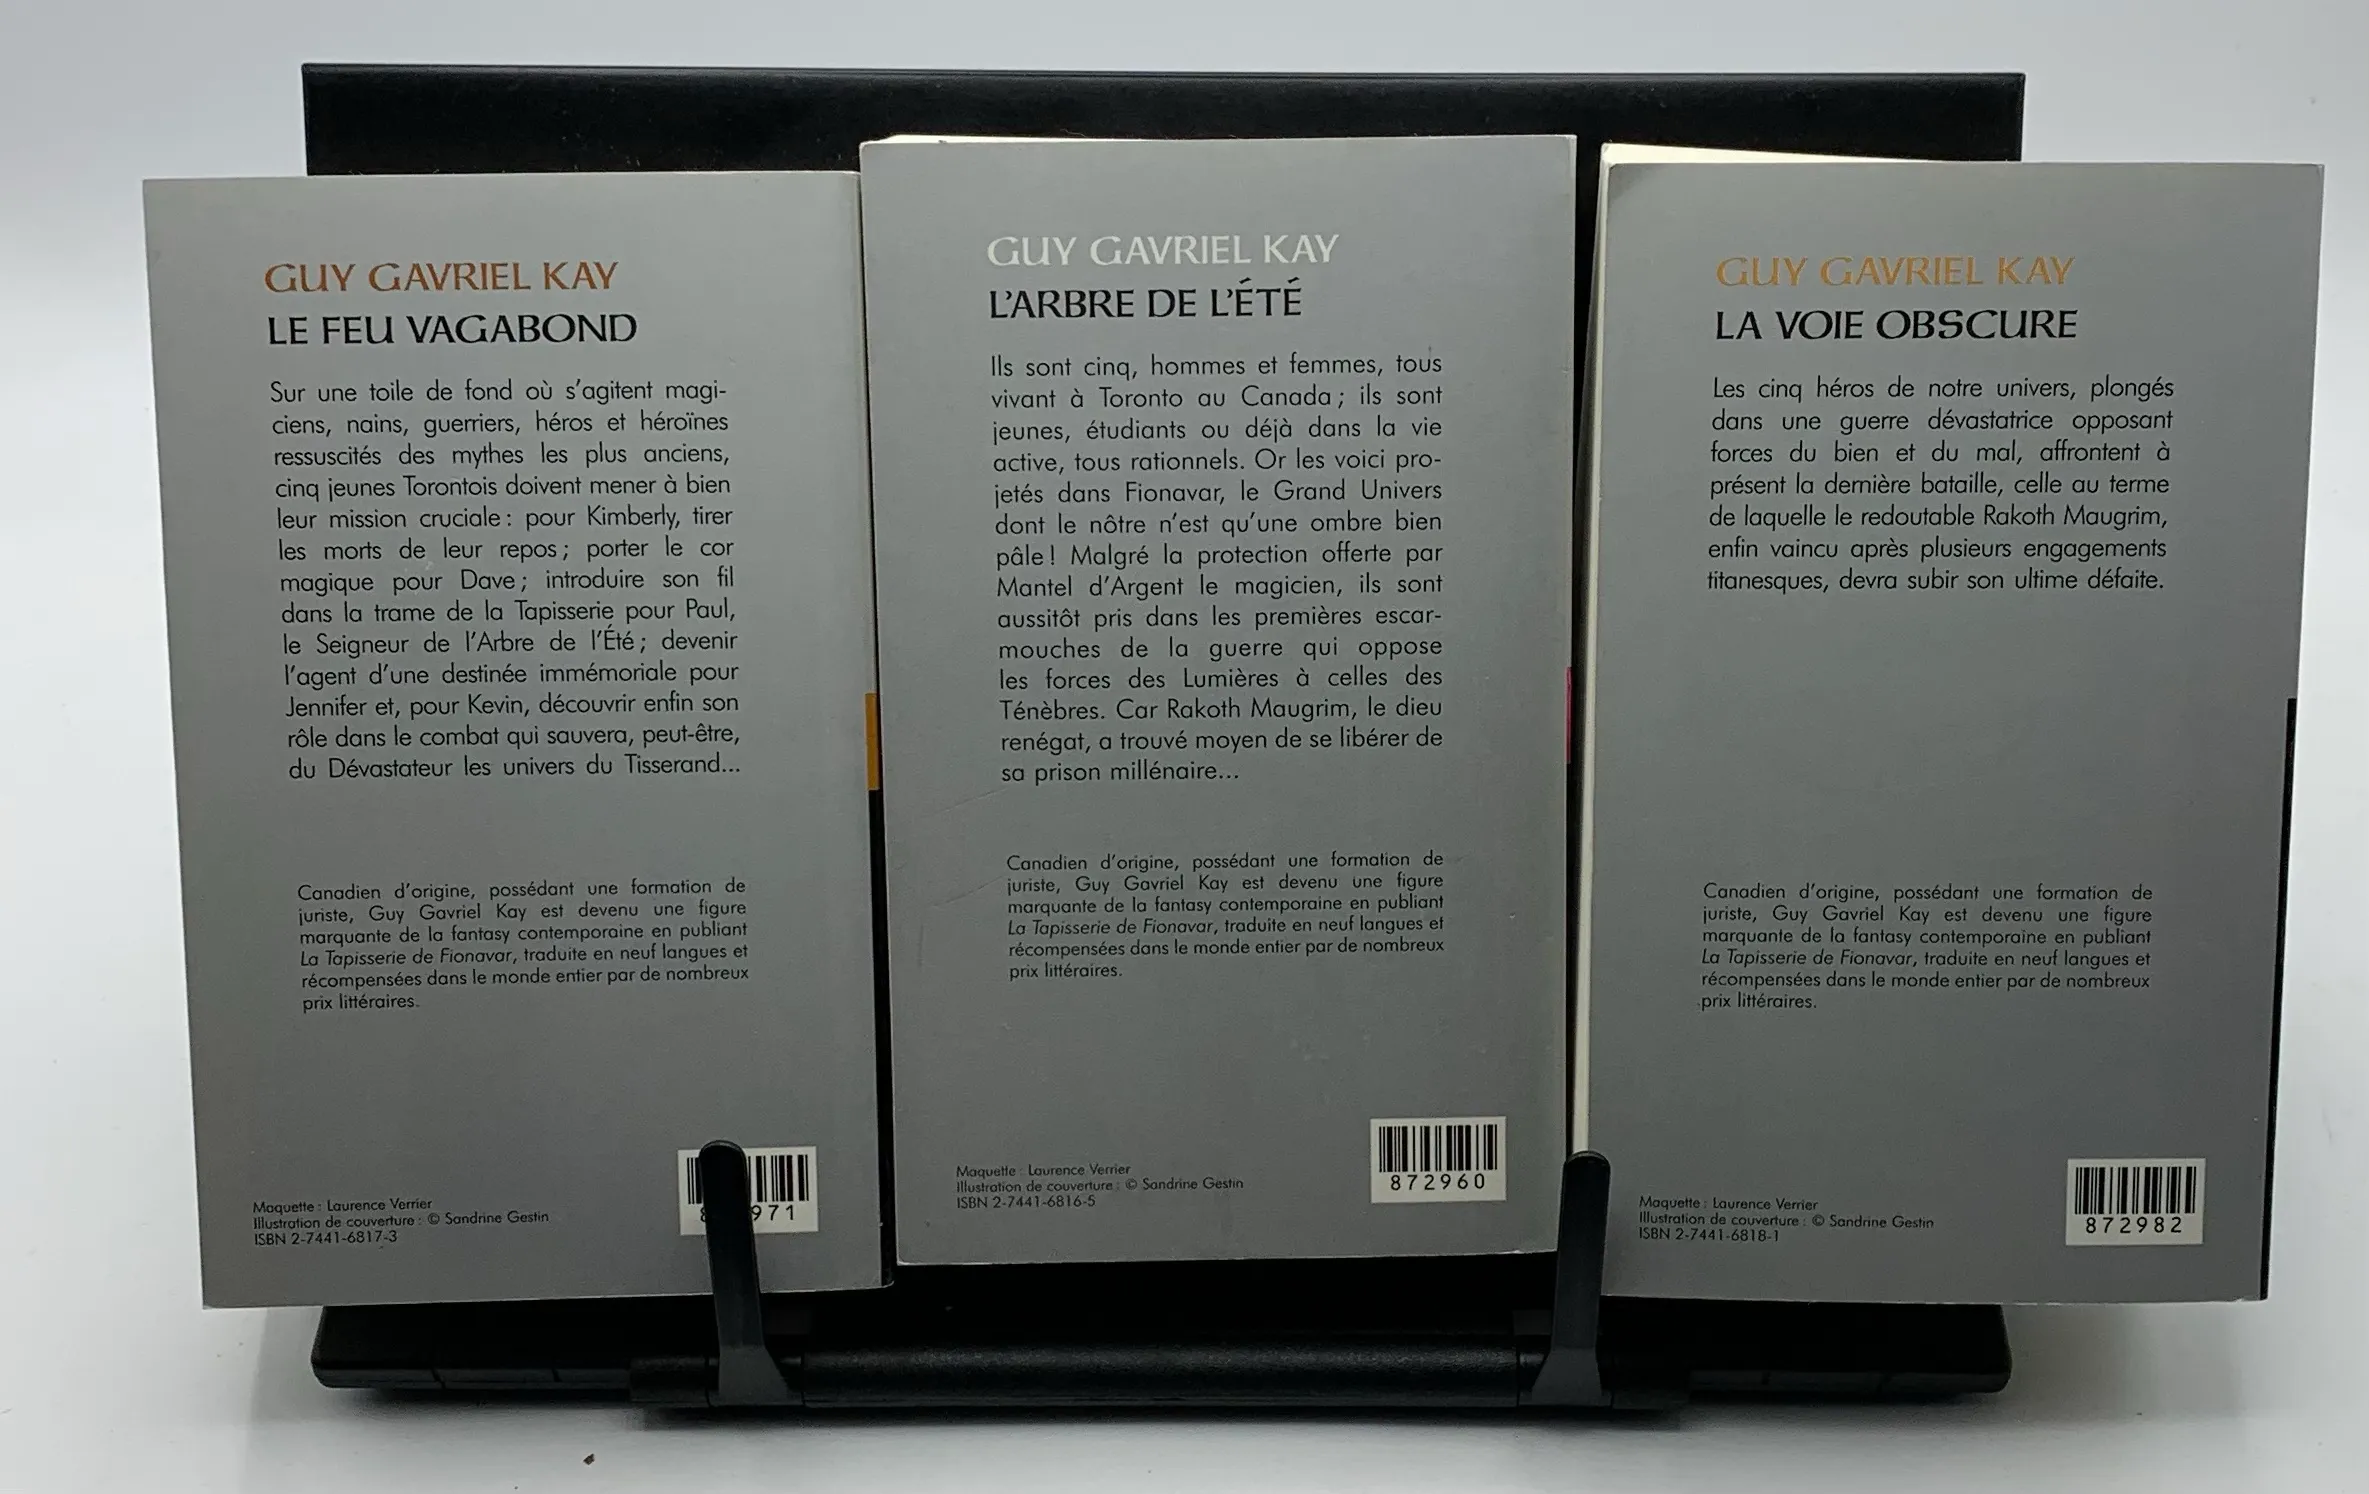 GUY GAVRIEL KAY
LE FEU VAGABOND
Sur une toile de fond où s'agitent magi-
ciens, nains, guerriers, héros et héroïnes
ressuscités des mythes les plus anciens,
cinq jeunes Torontois doivent mener à bien
leur mission cruciale : pour Kimberly, tirer
les morts de leur repos ; porter le cor
magique pour Dave ; introduire son fil
dans la trame de la Tapisserie pour Paul,
le Seigneur de l'Arbre de l'Été ; devenir
l'agent d'une destinée immémoriale pour
Jennifer et, pour Kevin, découvrir enfin son
rôle dans le combat qui sauvera, peut-être,
du Dévastateur les univers du Tisserand...
Canadien d'origine, possédant une formation de
juriste, Guy Gavriel Kay est devenu une figure
marquante de la fantasy contemporaine en publiant
La Tapisserie de Fionavar, traduite en neuf langues et
récompensées dans le monde entier par de nombreux
prix littéraires.
Maquette : Laurence Verrier
Illustration de couverture : © Sandrine Gestin
ISBN 2-7441-6817-3
971
GUY GAVRIEL KAY
L'ARBRE DE L'ÉTÉ
Ils sont cinq, hommes et femmes, tous
vivant à Toronto au Canada ; ils sont
jeunes, étudiants ou déjà dans la vie
active, tous rationnels. Or les voici pro-
jetés dans Fionavar, le Grand Univers
dont le nôtre n'est qu'une ombre bien
pâle ! Malgré la protection offerte par
Mantel d'Argent le magicien, ils sont
aussitôt pris dans les premières escar-
mouches de la guerre qui oppose
les forces des Lumières à celles des
Ténèbres. Car Rakoth Maugrim, le dieu
renégat, a trouvé moyen de se libérer de
sa prison millénaire...
Canadien d'origine, possédant une formation de
juriste, Guy Gavriel Kay est devenu une figure
marquante de la fantasy contemporaine en publiant
La Tapisserie de Fionavar, traduite en neuf langues et
récompensées dans le monde entier par de nombreux
prix littéraires.
Maquette : Laurence Verrier
Illustration de couverture : © Sandrine Gestin
ISBN 2-7441-6816-5
872960
GUY GAVRIEL KAY
LA VOIE OBSCURE
Les cinq héros de notre univers, plongés
dans une guerre dévastatrice opposant
forces du bien et du mal, affrontent à
présent la dernière bataille, celle au terme
de laquelle le redoutable Rakoth Maugrim,
enfin vaincu après plusieurs engagements
titanesques, devra subir son ultime défaite.
Canadien d'origine, possédant une formation de
juriste, Guy Gavriel Kay est devenu une figure
marquante de la fantasy contemporaine en publiant
La Tapisserie de Fionavar, traduite en neuf langues et
récompensées dans le monde entier par de nombreux
prix littéraires.
Maquette : Laurence Verrier
Illustration de couverture : © Sandrine Gestin
ISBN 2-7441-6818-1
872982